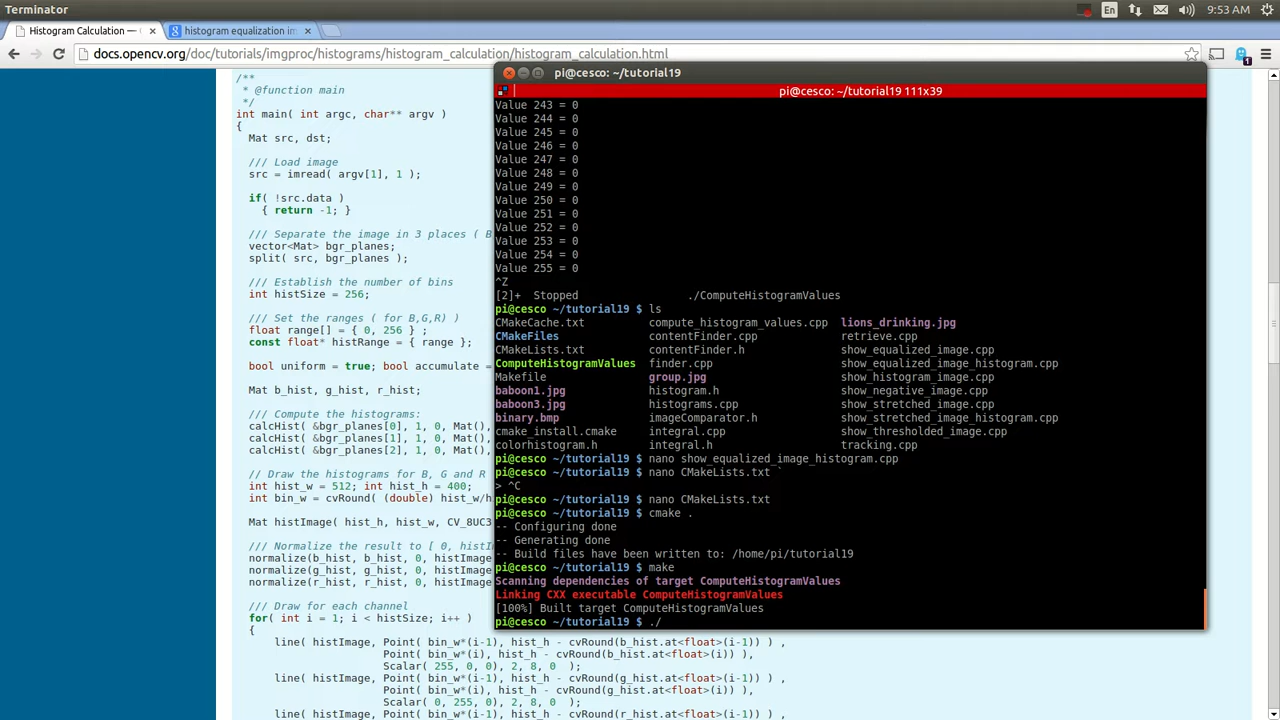 Terminator
En
9:53 AM
Histogram Calculation —
histogram equalization im
docs.opencv.org/doc/tutorials/imgproc/histograms/histogram_calculation/histogram_calculation.html
1
/**
* @function main
*/
int main( int argc, char** argv )
{
Mat src, dst;
/// Load image
src = imread( argv[1], 1 );
if( !src.data )
{ return -1; }
/// Separate the image in 3 places ( B
vector<Mat> bgr_planes;
split( src, bgr_planes );
/// Establish the number of bins
int histSize = 256;
/// Set the ranges ( for B,G,R) )
float range[] = { 0, 256 } ;
const float* histRange = { range };
bool uniform = true; bool accumulate =
Mat b_hist, g_hist, r_hist;
/// Compute the histograms:
calcHist( &bgr_planes[0], 1, 0, Mat(),
calcHist( &bgr_planes[1], 1, 0, Mat(),
calcHist( &bgr_planes[2], 1, 0, Mat(),
// Draw the histograms for B, G and R
int hist_w = 512; int hist_h = 400;
int bin_w = cvRound( (double) hist_w/h
Mat histImage( hist_h, hist_w, CV_8UC3
/// Normalize the result to [ 0, histI
normalize(b_hist, b_hist, 0, histImage
normalize(g_hist, g_hist, 0, histImage
normalize(r_hist, r_hist, 0, histImage
/// Draw for each channel
for( int i = 1; i < histSize; i++ )
{
line( histImage, Point( bin_w*(i-1), hist_h - cvRound(b_hist.at<float>(i-1)) ) ,
Point( bin_w*(i), hist_h - cvRound(b_hist.at<float>(i)) ),
Scalar( 255, 0, 0), 2, 8, 0  );
line( histImage, Point( bin_w*(i-1), hist_h - cvRound(g_hist.at<float>(i-1)) ) ,
Point( bin_w*(i), hist_h - cvRound(g_hist.at<float>(i)) ),
Scalar( 0, 255, 0), 2, 8, 0  );
line( histImage, Point( bin_w*(i-1), hist_h - cvRound(r_hist.at<float>(i-1)) ) ,
pi@cesco: ~/tutorial19
pi@cesco: ~/tutorial19 111x39
Value 243 = 0
Value 244 = 0
Value 245 = 0
Value 246 = 0
Value 247 = 0
Value 248 = 0
Value 249 = 0
Value 250 = 0
Value 251 = 0
Value 252 = 0
Value 253 = 0
Value 254 = 0
Value 255 = 0
^Z
[2]+  Stopped                 ./ComputeHistogramValues
pi@cesco ~/tutorial19 $ ls
CMakeCache.txt          compute_histogram_values.cpp  lions_drinking.jpg
CMakeFiles              contentFinder.cpp             retrieve.cpp
CMakeLists.txt          contentFinder.h               show_equalized_image.cpp
ComputeHistogramValues  finder.cpp                    show_equalized_image_histogram.cpp
Makefile                group.jpg                     show_histogram_image.cpp
baboon1.jpg             histogram.h                   show_negative_image.cpp
baboon3.jpg             histograms.cpp                show_stretched_image.cpp
binary.bmp              imageComparator.h             show_stretched_image_histogram.cpp
cmake_install.cmake     integral.cpp                  show_thresholded_image.cpp
colorhistogram.h        integral.h                    tracking.cpp
pi@cesco ~/tutorial19 $ nano show_equalized_image_histogram.cpp
pi@cesco ~/tutorial19 $ nano CMakeLists.txt `
> ^C
pi@cesco ~/tutorial19 $ nano CMakeLists.txt
pi@cesco ~/tutorial19 $ cmake .
-- Configuring done
-- Generating done
-- Build files have been written to: /home/pi/tutorial19
pi@cesco ~/tutorial19 $ make
Scanning dependencies of target ComputeHistogramValues
Linking CXX executable ComputeHistogramValues
[100%] Built target ComputeHistogramValues
pi@cesco ~/tutorial19 $ ./